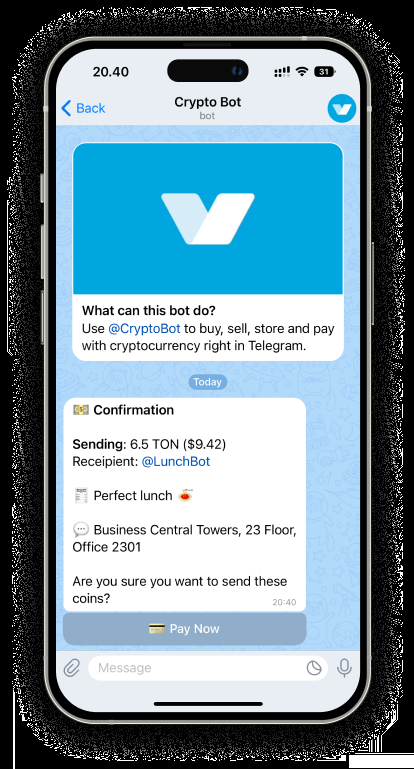 20.40
31
Back
Crypto Bot
bot
What can this bot do?
Use @CryptoBot to buy, sell, store and pay
with cryptocurrency right in Telegram.
Today
Confirmation
Sending: 6.5 TON ($9.42)
Receipient: @LunchBot
Perfect lunch
Business Central Towers, 23 Floor,
Office 2301
Are you sure you want to send these
coins?
20:40
Pay Now
Message